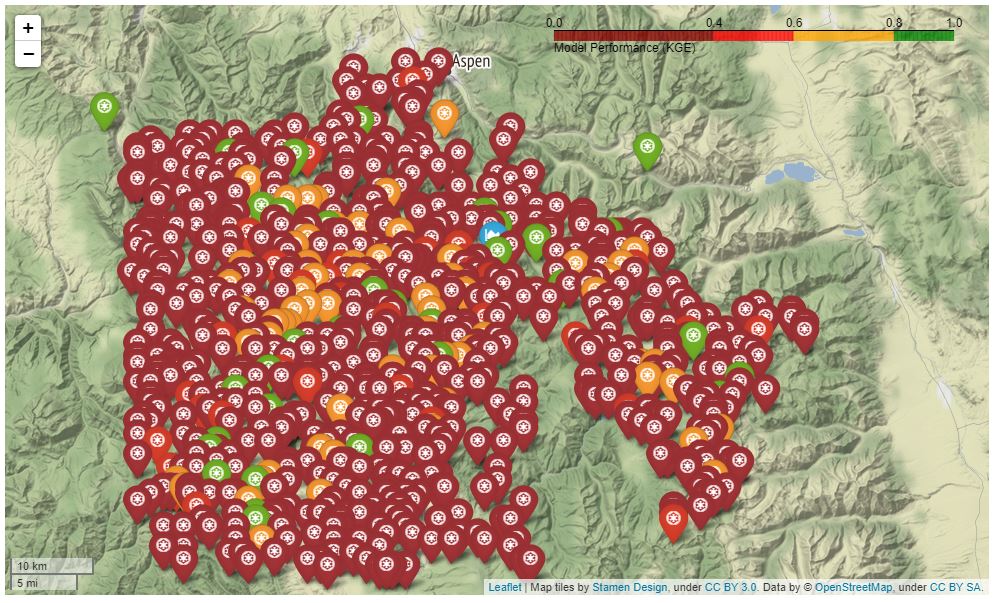 +
−
0.0 0.4 0.6 0.8 1.0
Model Performance (KGE)
Aspen
10 km
5 mi
Leaflet | Map tiles by Stamen Design, under CC BY 3.0. Data by © OpenStreetMap, under CC BY SA.